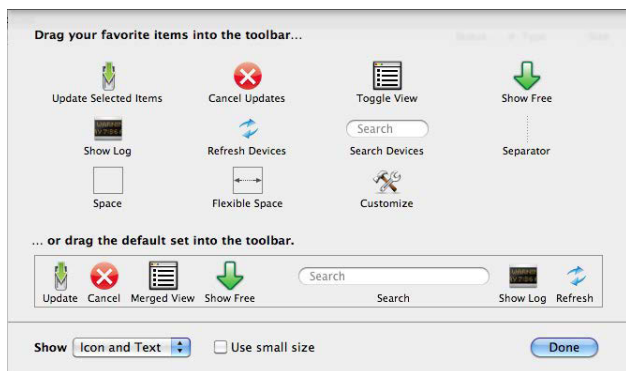 Drag your favorite items into the toolbar...
Update Selected Items Cancel Updates Toggle View Show Free
Search
Show Log Refresh Devices Search Devices Separator
Space Flexible Space Customize
... or drag the default set into the toolbar.
Search
Update Cancel Merged View Show Free Search Show Log Refresh
Show Icon and Text Use small size Done